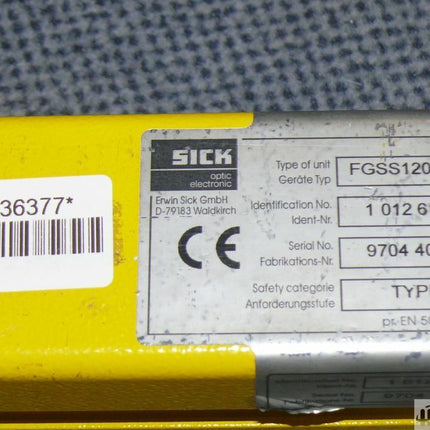 36377*
SICK
optic
electronic
Erwin Sick GmbH
D-79183 Waldkirch
CE
Type of unit
Geräte Typ
FGSS120
Identification No.
Ident-Nr.
1 012 6
Serial No.
Fabrikations-Nr.
9704 40
Safety categorie
Anforderungsstufe
TYP
pr EN 50